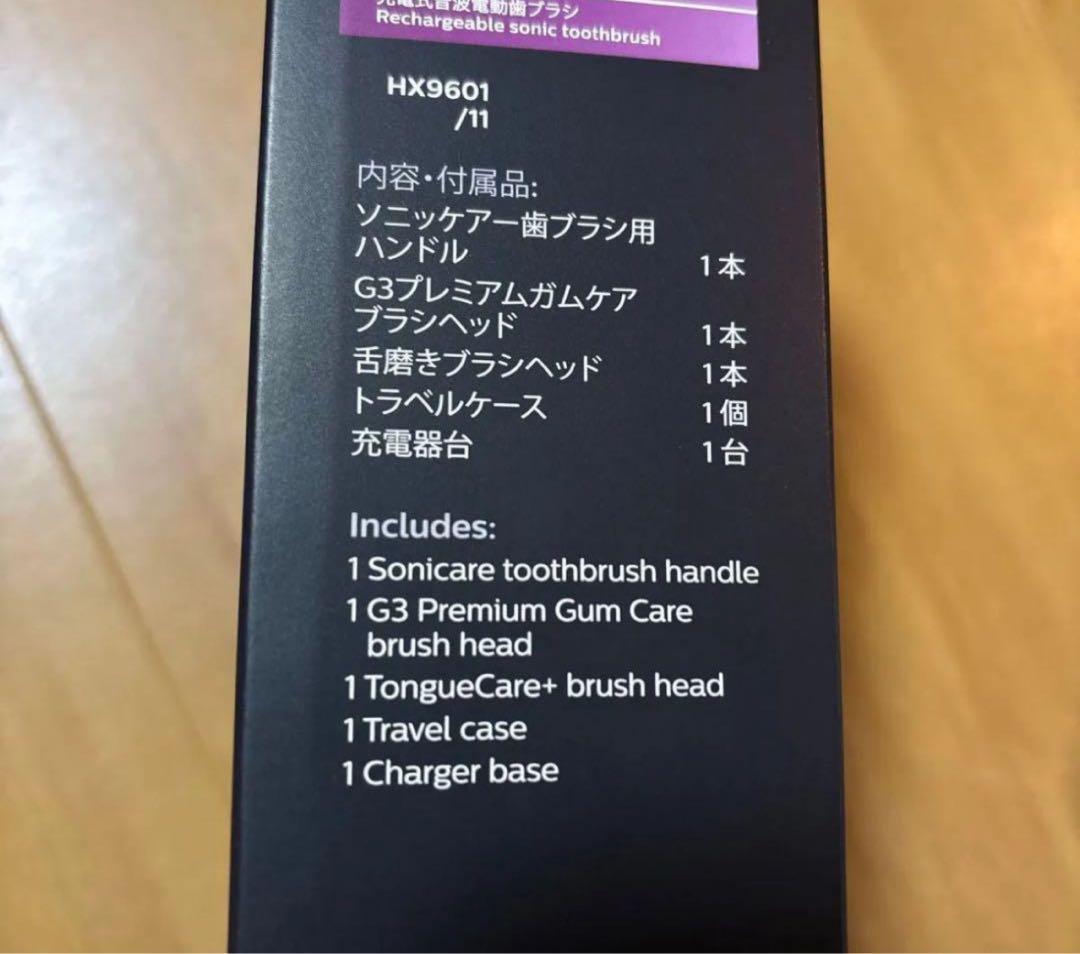 充電式音波電動歯ブラシ
Rechargeable sonic toothbrush
HX9601
/11
内容・付属品:
ソニッケアー歯ブラシ用
ハンドル 1本
G3プレミアムガムケア
ブラシヘッド 1本
舌磨きブラシヘッド 1本
トラベルケース 1個
充電器台 1台
Includes:
1 Sonicare toothbrush handle
1 G3 Premium Gum Care
brush head
1 TongueCare+ brush head
1 Travel case
1 Charger base